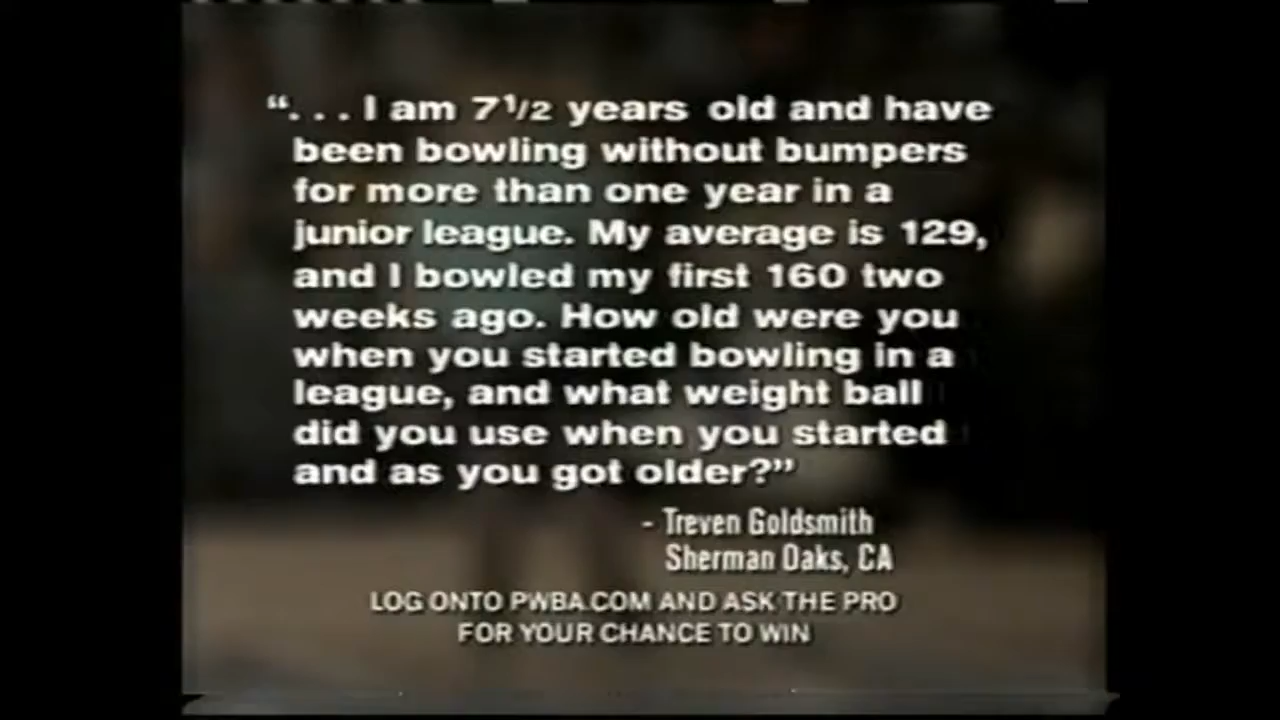 “. . . I am 7 1/2 years old and have
been bowling without bumpers
for more than one year in a
junior league. My average is 129,
and I bowled my first 160 two
weeks ago. How old were you
when you started bowling in a
league, and what weight ball
did you use when you started
and as you got older?”
- Treven Goldsmith
Sherman Oaks, CA
LOG ONTO PWBA.COM AND ASK THE PRO
FOR YOUR CHANCE TO WIN